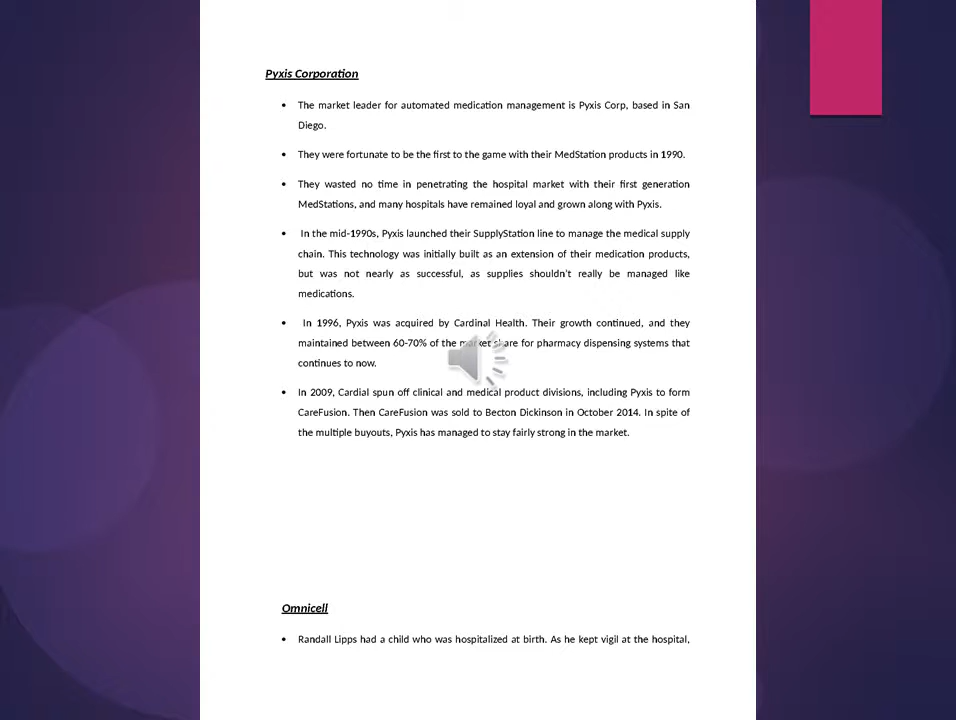 Pyxis Corporation
• The market leader for automated medication management is Pyxis Corp, based in San
Diego.
• They were fortunate to be the first to the game with their MedStation products in 1990.
• They wasted no time in penetrating the hospital market with their first generation
MedStations, and many hospitals have remained loyal and grown along with Pyxis.
• In the mid-1990s, Pyxis launched their SupplyStation line to manage the medical supply
chain. This technology was initially built as an extension of their medication products,
but was not nearly as successful, as supplies shouldn't really be managed like
medications.
• In 1996, Pyxis was acquired by Cardinal Health. Their growth continued, and they
maintained between 60-70% of the market share for pharmacy dispensing systems that
continues to now.
• In 2009, Cardial spun off clinical and medical product divisions, including Pyxis to form
CareFusion. Then CareFusion was sold to Becton Dickinson in October 2014. In spite of
the multiple buyouts, Pyxis has managed to stay fairly strong in the market.
Omnicell
• Randall Lipps had a child who was hospitalized at birth. As he kept vigil at the hospital,